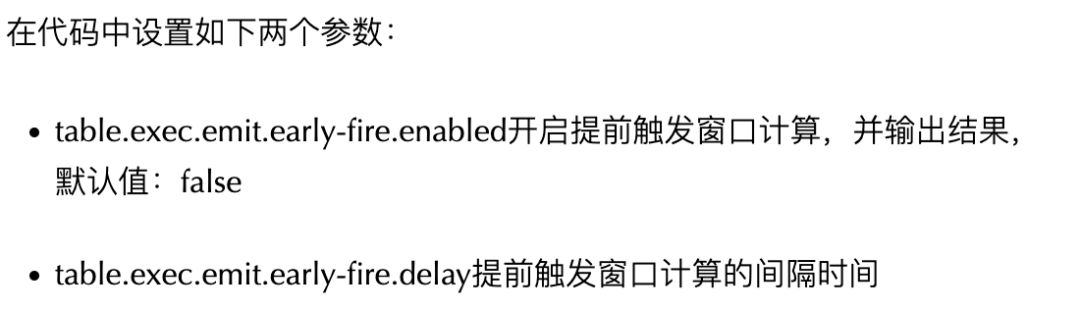 在代码中设置如下两个参数：
• table.exec.emit.early-fire.enabled开启提前触发窗口计算，并输出结果，
默认值：false
• table.exec.emit.early-fire.delay提前触发窗口计算的间隔时间